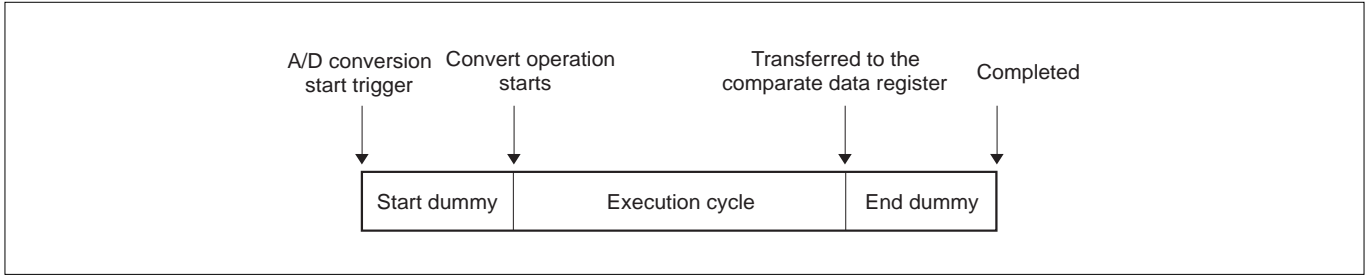 A/D conversion
start trigger
Convert operation
starts
Transferred to the
comparate data register
Completed
Start dummy
Execution cycle
End dummy